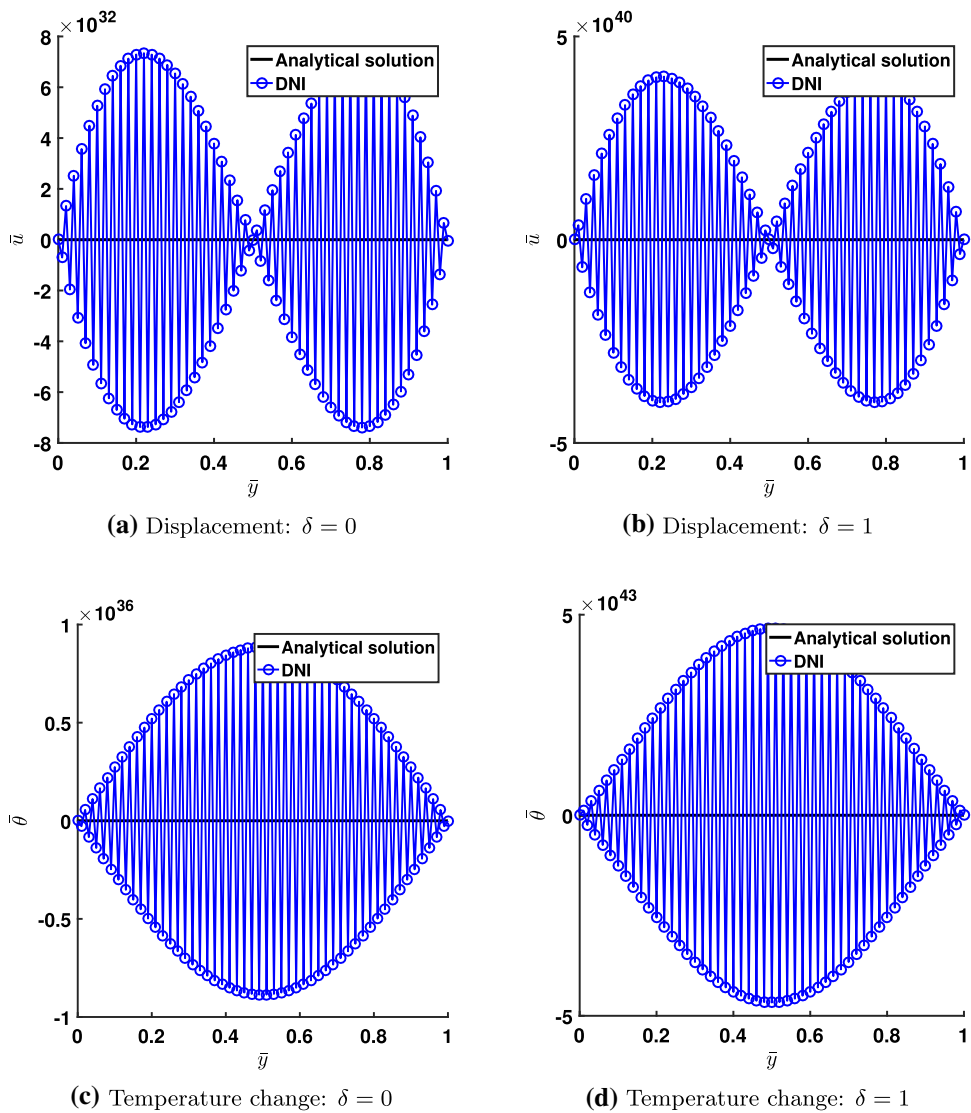 × 10^32
8
6
4
2
0
-2
-4
-6
-8
0 0.2 0.4 0.6 0.8 1
ū
ȳ
Analytical solution
DNI
(a) Displacement: δ = 0
× 10^40
5
0
-5
0 0.2 0.4 0.6 0.8 1
ū
ȳ
Analytical solution
DNI
(b) Displacement: δ = 1
× 10^36
1
0.5
0
-0.5
-1
0 0.2 0.4 0.6 0.8 1
θ̄
ȳ
Analytical solution
DNI
(c) Temperature change: δ = 0
× 10^43
5
0
-5
0 0.2 0.4 0.6 0.8 1
θ̄
ȳ
Analytical solution
DNI
(d) Temperature change: δ = 1